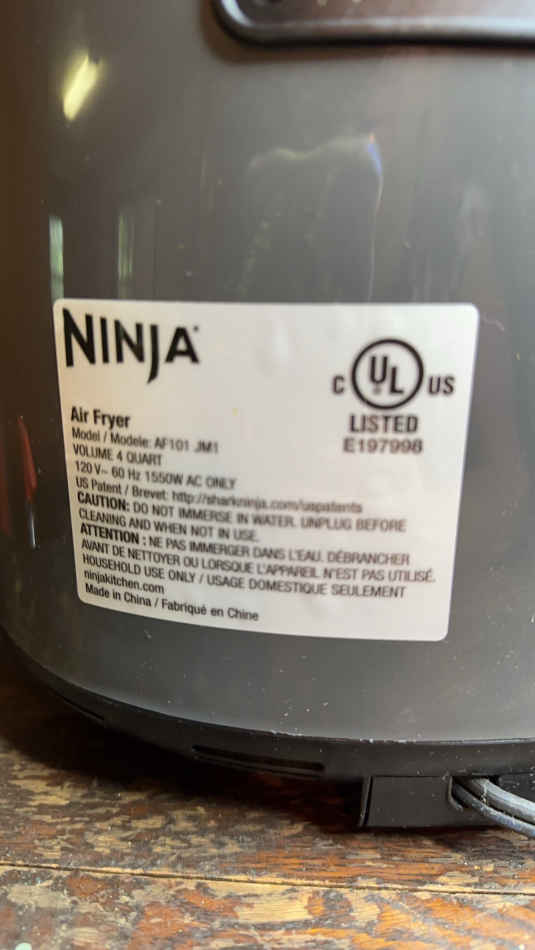 NINJA
C UL US
LISTED
E197998
Air Fryer
Model / Modele: AF101 JM1
VOLUME 4 QUART
120 V~ 60 Hz 1550W AC ONLY
US Patent / Brevet: http://sharkninja.com/uspatents
CAUTION: DO NOT IMMERSE IN WATER. UNPLUG BEFORE
CLEANING AND WHEN NOT IN USE.
ATTENTION : NE PAS IMMERGER DANS L'EAU. DÉBRANCHER
AVANT DE NETTOYER OU LORSQUE L'APPAREIL N'EST PAS UTILISÉ.
HOUSEHOLD USE ONLY / USAGE DOMESTIQUE SEULEMENT
ninjakitchen.com
Made in China / Fabriqué en Chine